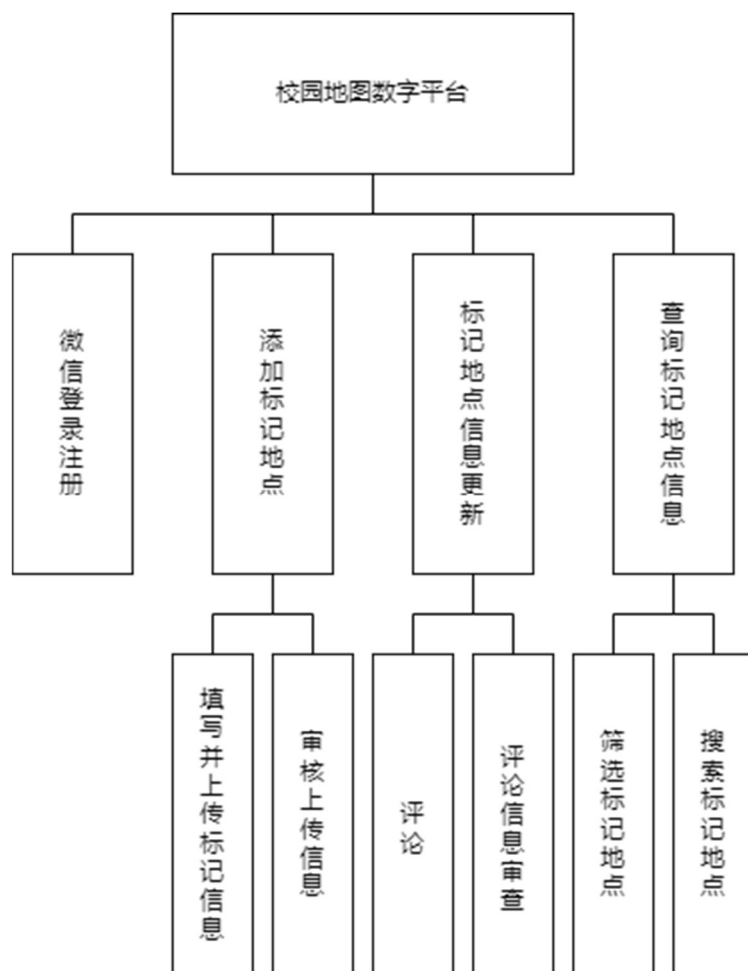 校园地图数字平台
微信登录注册
添加标记地点
标记地点信息更新
查询标记地点信息
填写并上传标记信息
审核上传信息
评论
评论信息审查
筛选标记地点
搜索标记地点